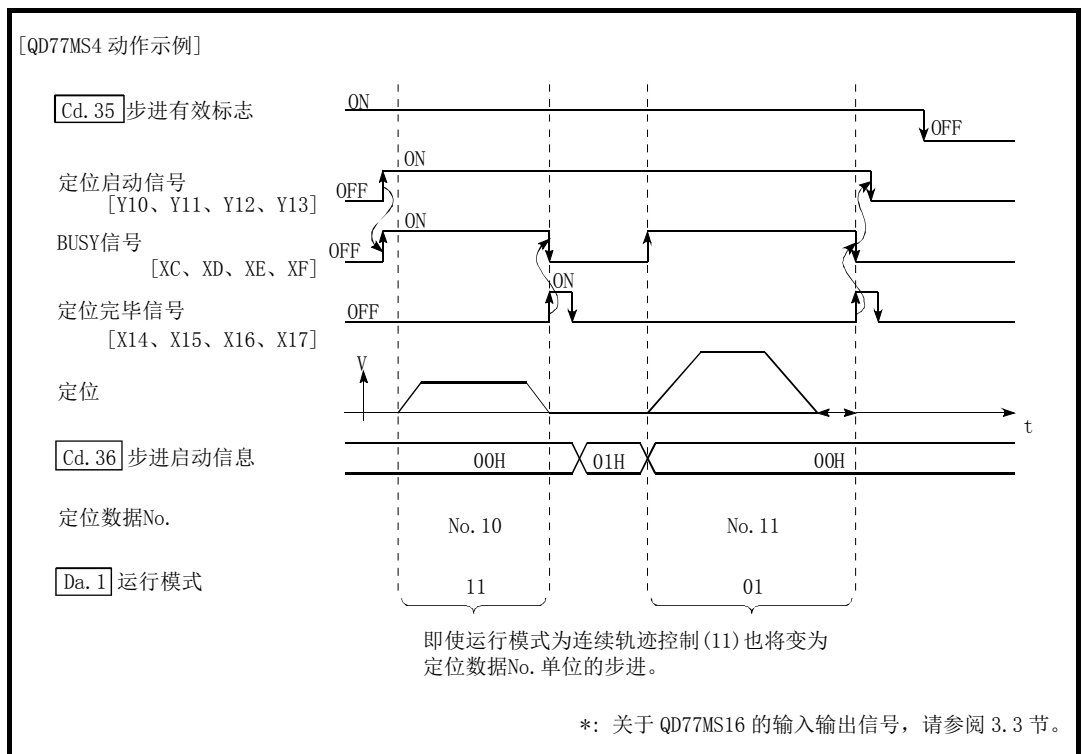 [QD77MS4 动作示例]
Cd.35 步进有效标志
ON
OFF
定位启动信号
[Y10、Y11、Y12、Y13]
OFF
ON
BUSY信号
[XC、XD、XE、XF]
OFF
ON
定位完毕信号
[X14、X15、X16、X17]
OFF
ON
定位
V
t
Cd.36 步进启动信息
00H
01H
00H
定位数据No.
No.10
No.11
Da.1 运行模式
11
01
即使运行模式为连续轨迹控制(11)也将变为
定位数据No.单位的步进。
*: 关于 QD77MS16 的输入输出信号，请参阅 3.3 节。